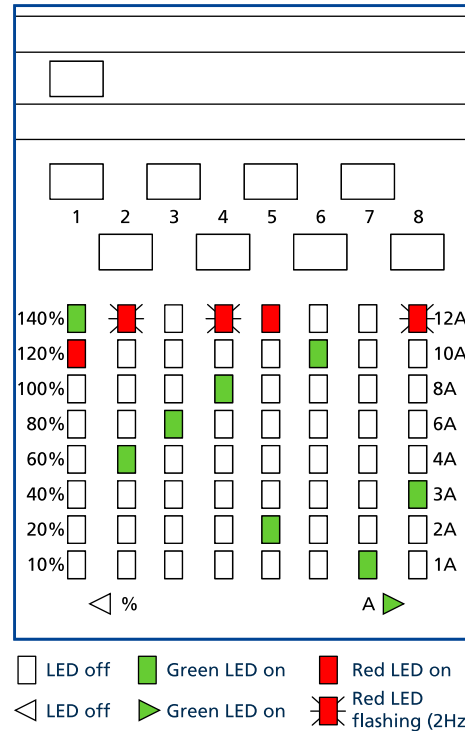 1 2 3 4 5 6 7 8
140% 12A
120% 10A
100% 8A
80% 6A
60% 4A
40% 3A
20% 2A
10% 1A
% A
LED off Green LED on Red LED on
LED off Green LED on Red LED
flashing (2Hz